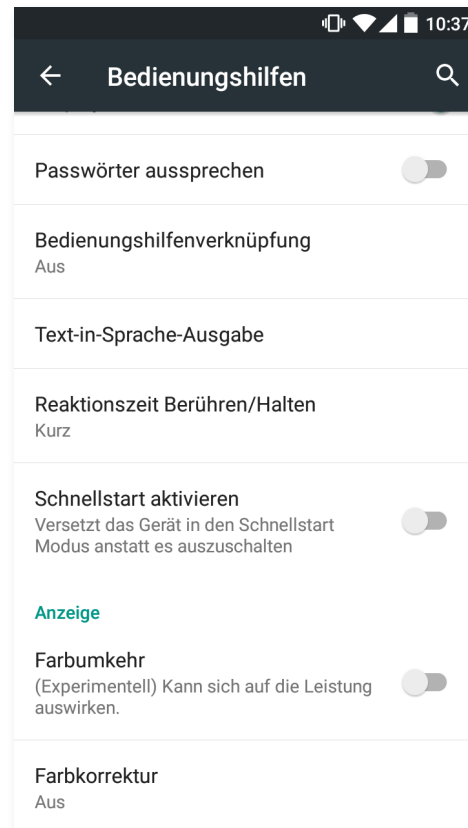 10:37
Bedienungshilfen
Passwörter aussprechen
Bedienungshilfenverknüpfung
Aus
Text-in-Sprache-Ausgabe
Reaktionszeit Berühren/Halten
Kurz
Schnellstart aktivieren
Versetzt das Gerät in den Schnellstart
Modus anstatt es auszuschalten
Anzeige
Farbumkehr
(Experimentell) Kann sich auf die Leistung
auswirken.
Farbkorrektur
Aus